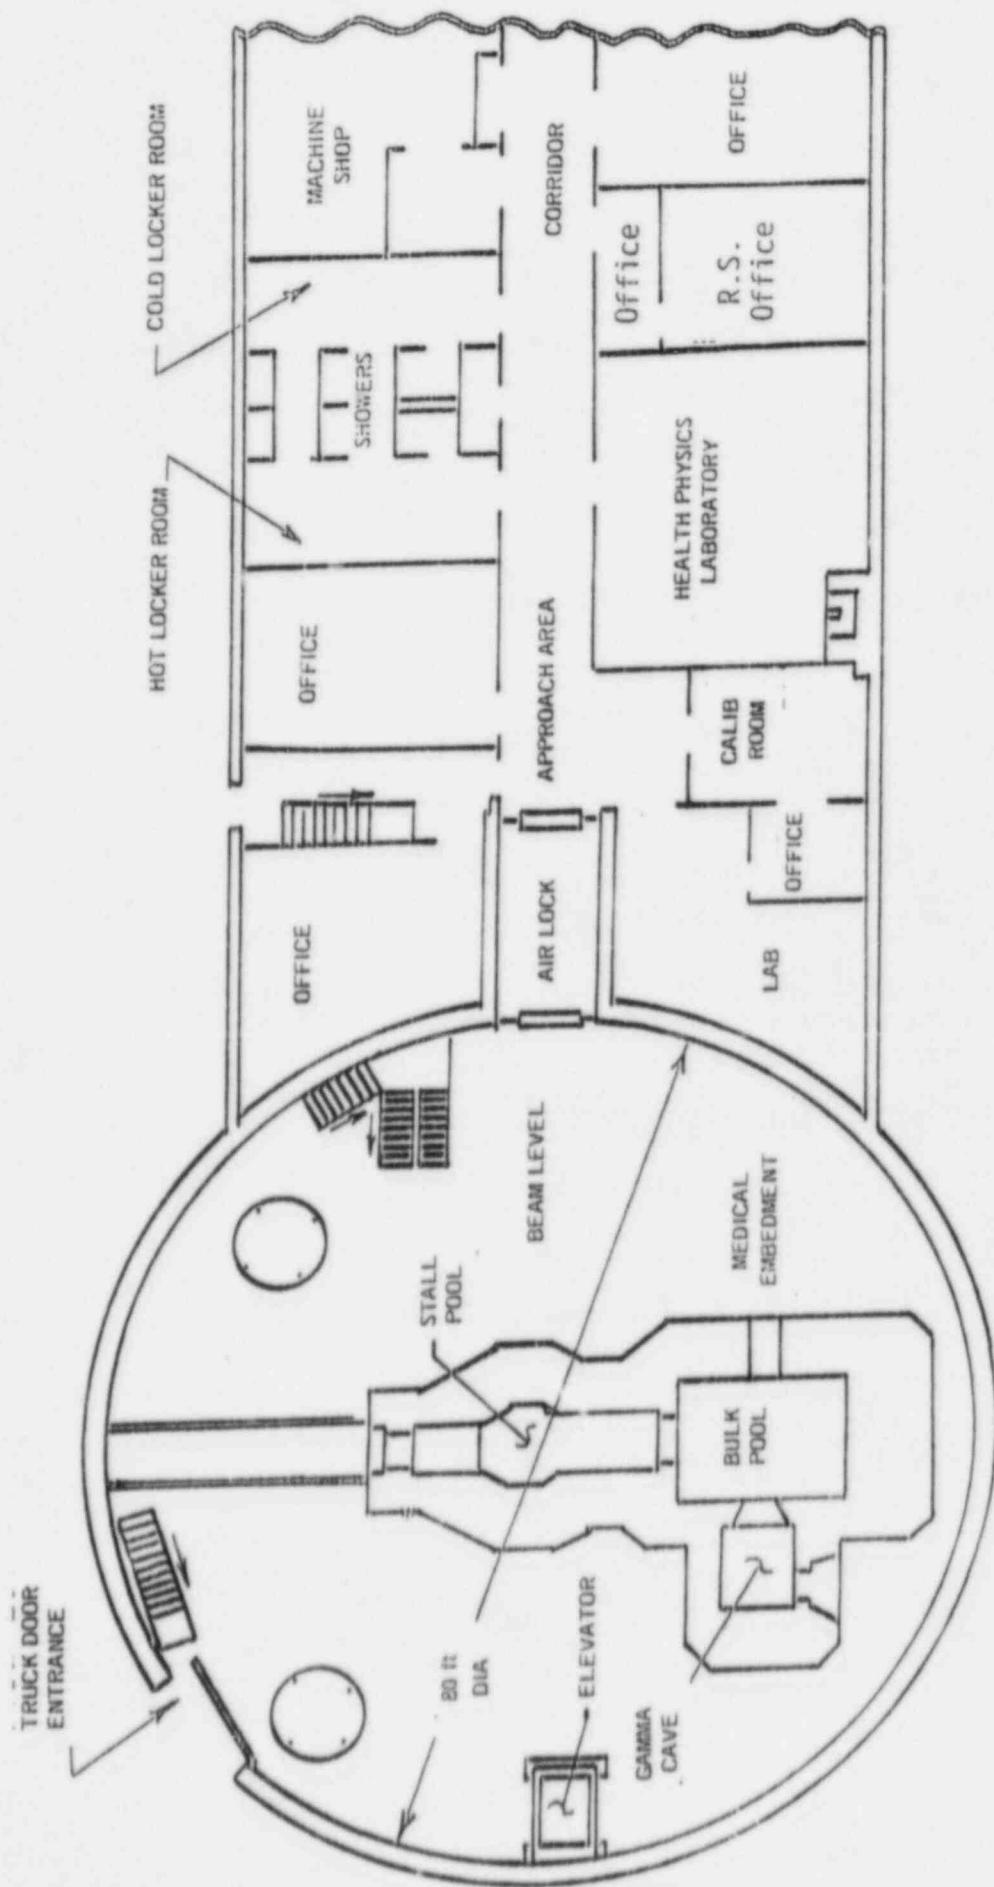 TRUCK DOOR
ENTRANCE
80 ft
DIA
ELEVATOR
GAMMA
CAVE
STALL
POOL
BULK
POOL
BEAM LEVEL
MEDICAL
EMBEDMENT
OFFICE
AIR LOCK
LAB
OFFICE
HOT LOCKER ROOM
OFFICE
APPROACH AREA
CALIB
ROOM
COLD LOCKER ROOM
SHOWERS
HEALTH PHYSICS
LABORATORY
MACHINE
SHOP
CORRIDOR
Office
R.S.
Office
OFFICE